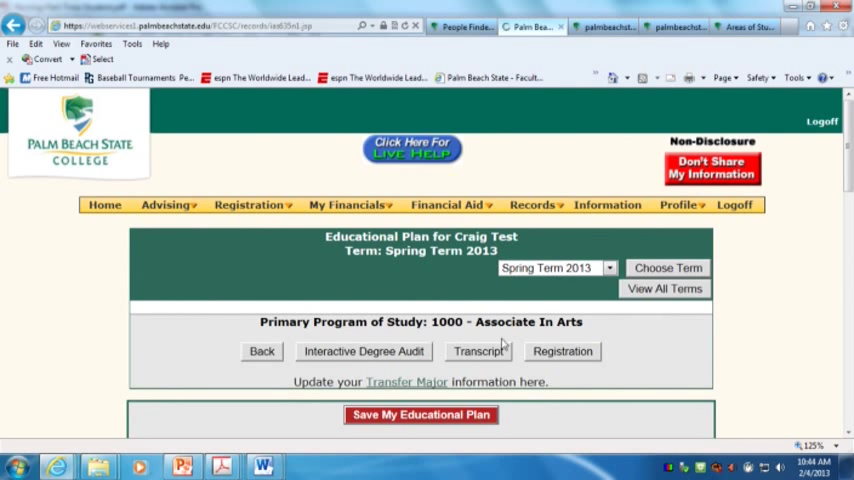 https://webservices1.palmbeachstate.edu/FCCSC/records/ias635n1.jsp
People Finde...
Palm Bea...
palmbeachst...
palmbeachst...
Areas of Stu...
File Edit View Favorites Tools Help
x Convert Select
Free Hotmail Baseball Tournaments Pe... espn The Worldwide Lead... espn The Worldwide Lead... Palm Beach State - Facult...
Page Safety Tools
Logoff
PALM BEACH STATE
COLLEGE
Click Here For
LIVE HELP
Non-Disclosure
Don't Share
My Information
Home Advising Registration My Financials Financial Aid Records Information Profile Logoff
Educational Plan for Craig Test
Term: Spring Term 2013
Spring Term 2013 Choose Term
View All Terms
Primary Program of Study: 1000 - Associate In Arts
Back Interactive Degree Audit Transcript Registration
Update your Transfer Major information here.
Save My Educational Plan
125%
10:44 AM
2/4/2013